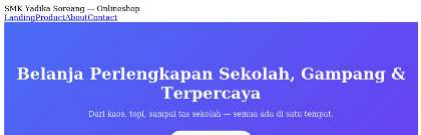 SMK Yadika Soreang — Onlineshop
LandingProductAboutContact
Belanja Perlengkapan Sekolah, Gampang &
Terpercaya
Dari kaos, topi, sampai tas sekolah — semua ada di satu tempat.